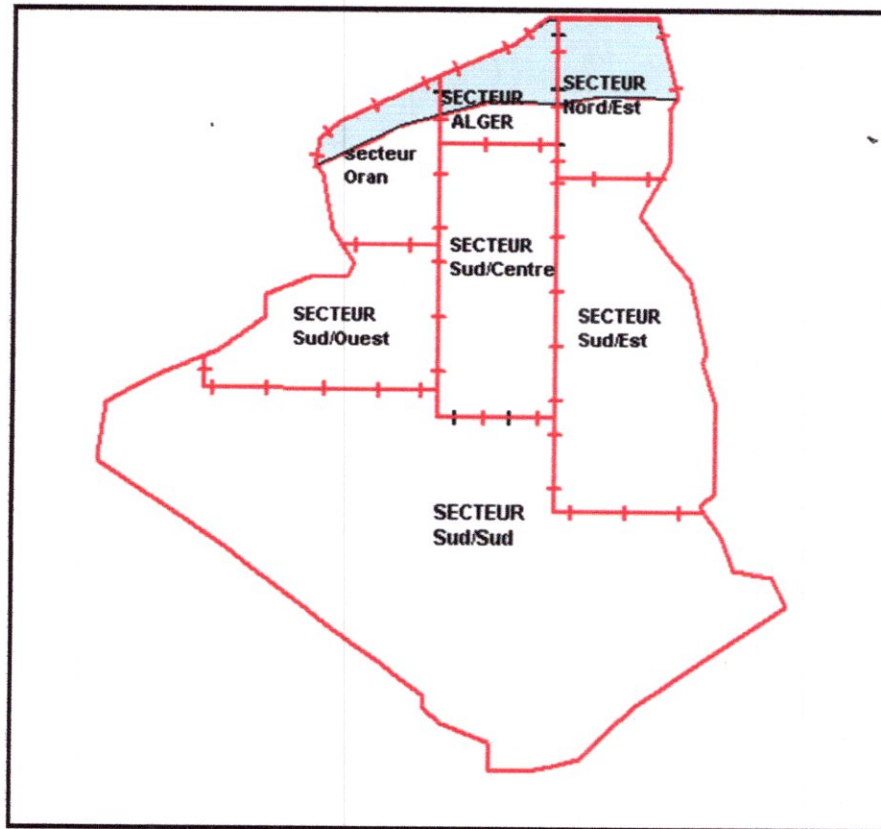 SECTEUR
ALGER
SECTEUR
Nord/Est
Secteur
Oran
SECTEUR
Sud/Centre
SECTEUR
Sud/Ouest
SECTEUR
Sud/Est
SECTEUR
Sud/Sud